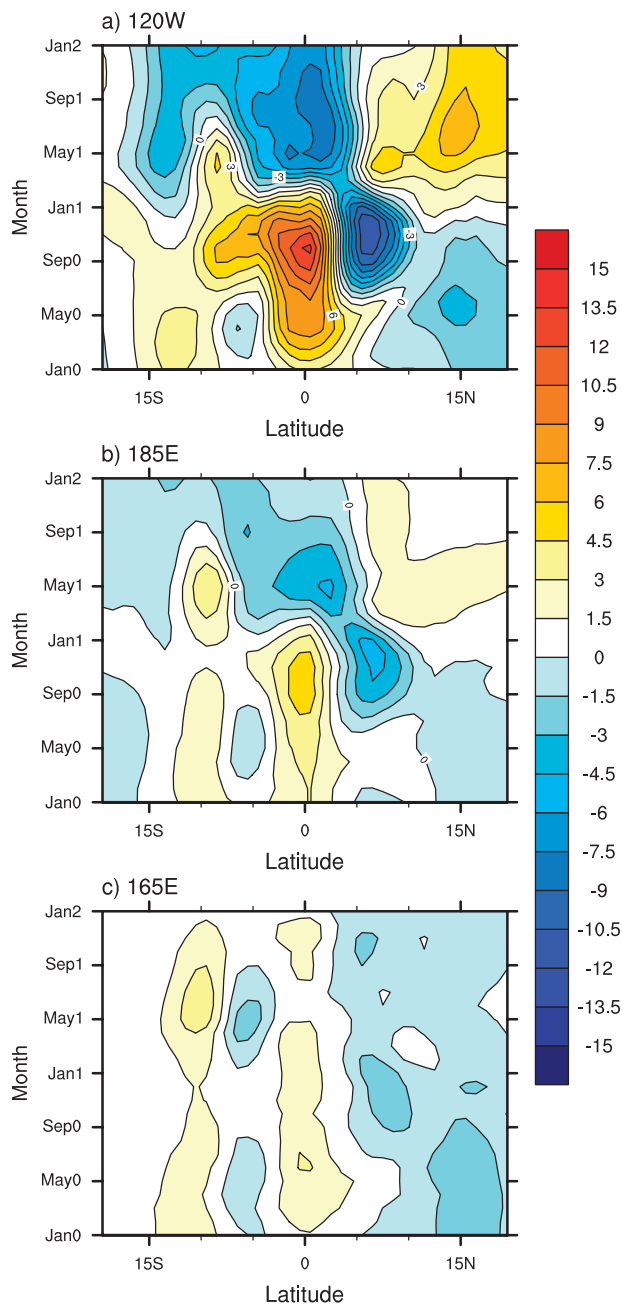 a) 120W
Jan2
Sep1
May1
Jan1
Sep0
May0
Jan0
Month
0
3
-3
3
-3
0
6
15S
0
15N
Latitude
b) 185E
Jan2
Sep1
May1
Jan1
Sep0
May0
Jan0
Month
0
0
0
15S
0
15N
Latitude
c) 165E
Jan2
Sep1
May1
Jan1
Sep0
May0
Jan0
Month
15S
0
15N
Latitude
15
13.5
12
10.5
9
7.5
6
4.5
3
1.5
0
-1.5
-3
-4.5
-6
-7.5
-9
-10.5
-12
-13.5
-15